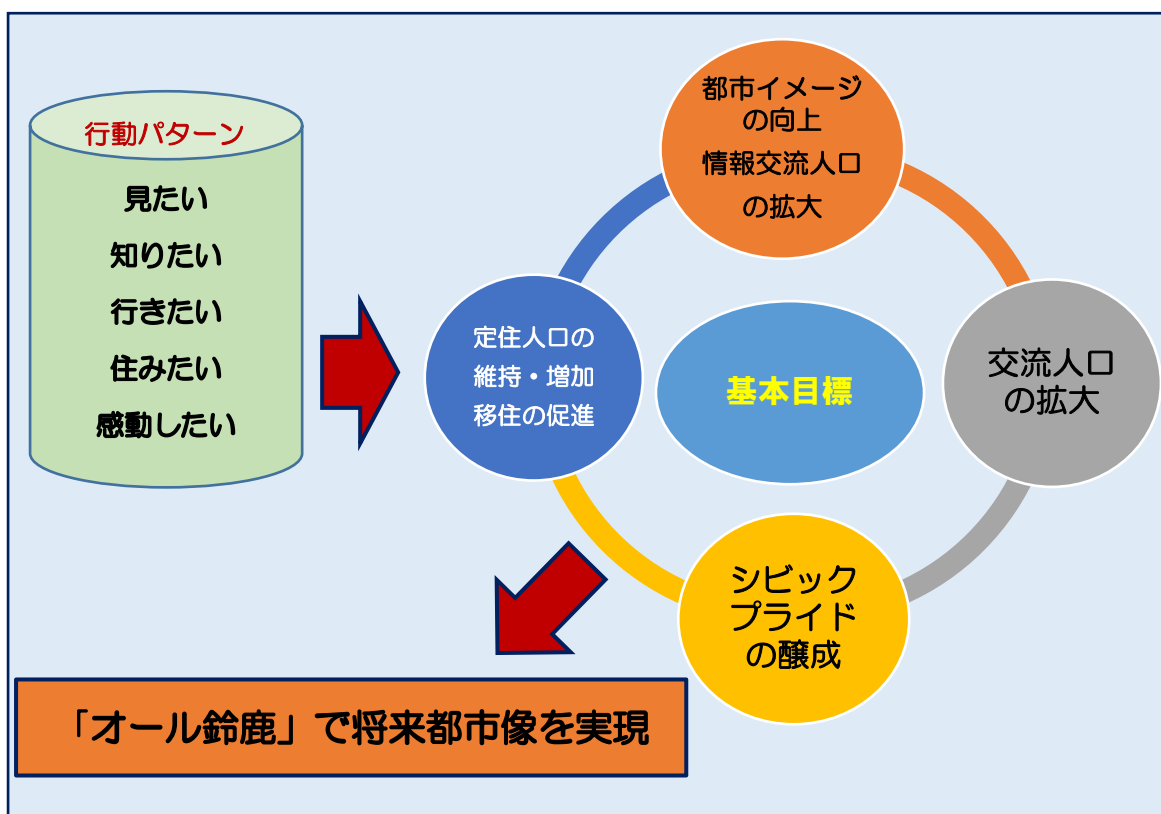 行動パターン
見たい
知りたい
行きたい
住みたい
感動したい
都市イメージ
の向上
情報交流人口
の拡大
定住人口の
維持・増加
移住の促進
基本目標
交流人口
の拡大
シビック
プライド
の醸成
「オール鈴鹿」で将来都市像を実現